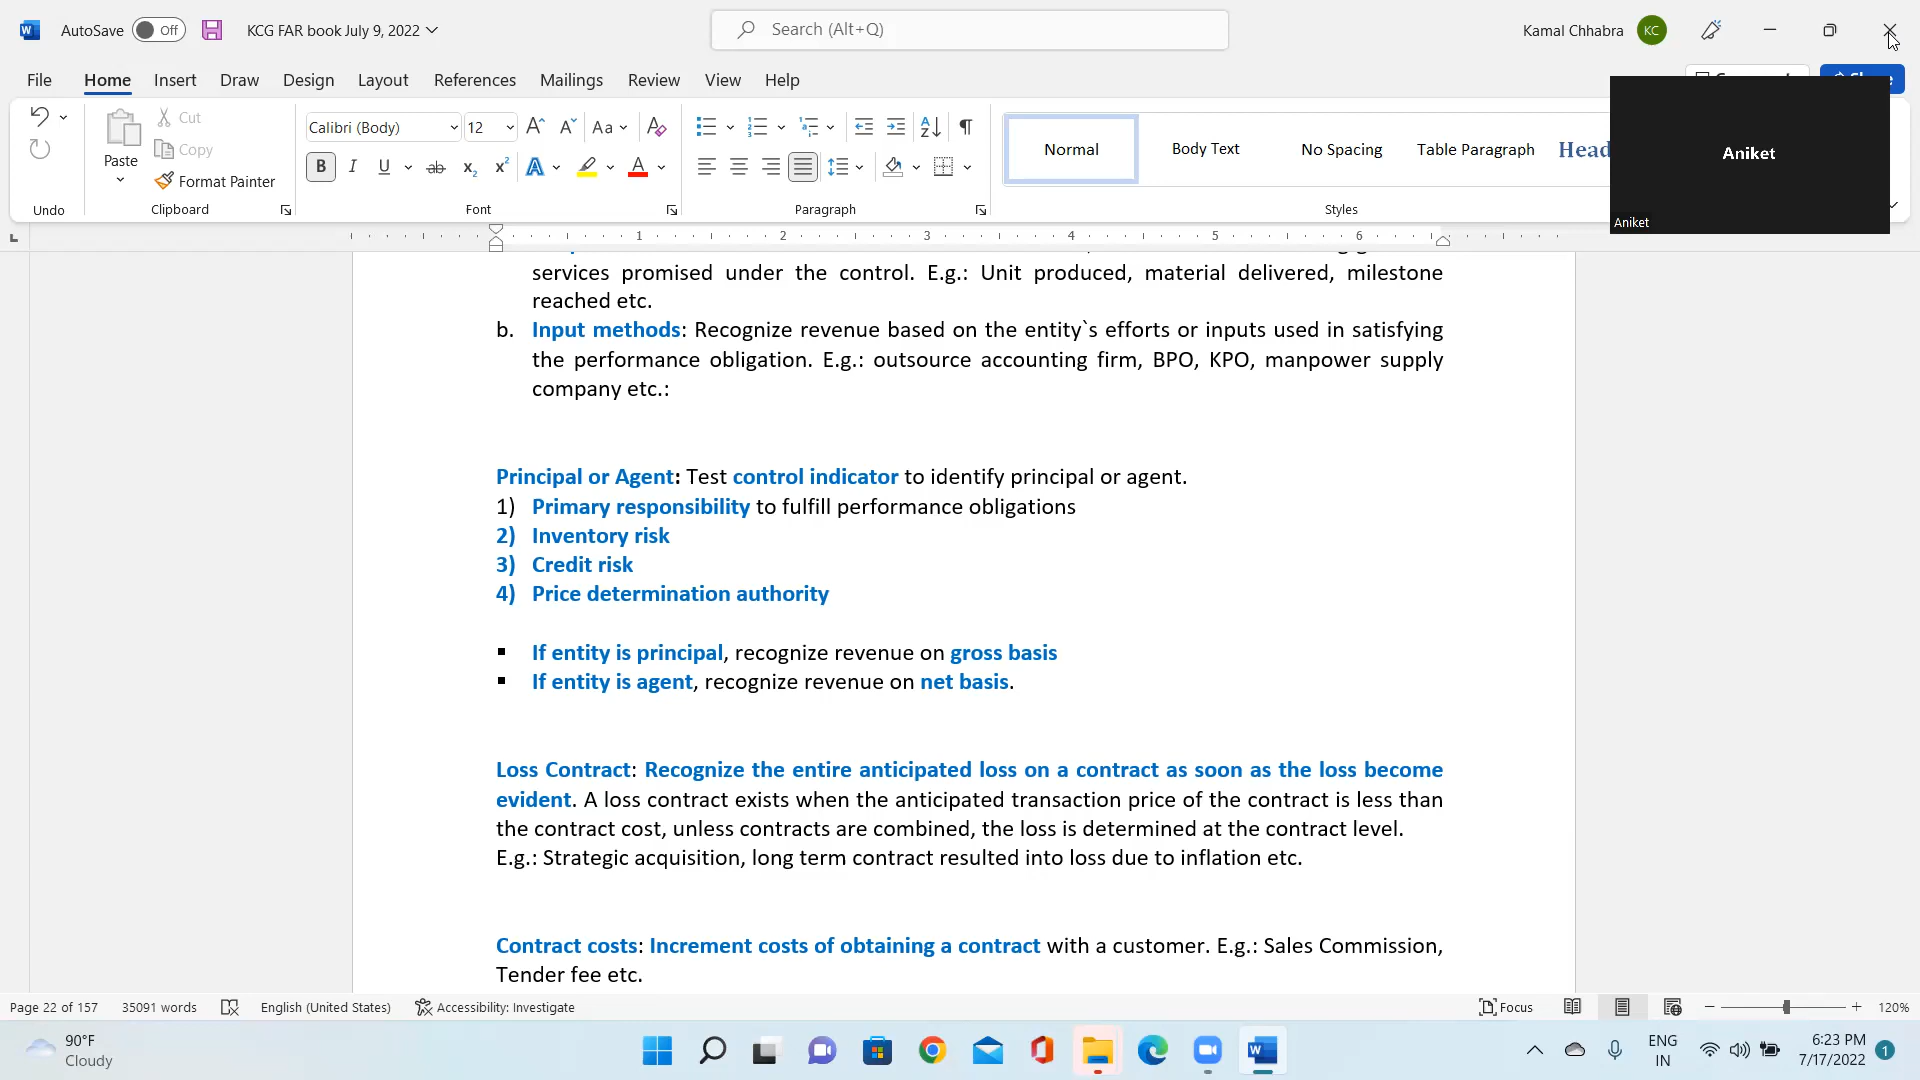 AutoSave Off KCG FAR book July 9, 2022 Search (Alt+Q) Kamal Chhabra KC
File Home Insert Draw Design Layout References Mailings Review View Help
Undo
Paste Cut Copy Format Painter
Clipboard
Calibri (Body) 12 Aa
B I U ab x₂ x² A A
Font
Paragraph
Normal Body Text No Spacing Table Paragraph Head
Styles
Aniket
Aniket
1 2 3 4 5 6
services promised under the control. E.g.: Unit produced, material delivered, milestone
reached etc.
b. Input methods: Recognize revenue based on the entity`s efforts or inputs used in satisfying
the performance obligation. E.g.: outsource accounting firm, BPO, KPO, manpower supply
company etc.:
Principal or Agent: Test control indicator to identify principal or agent.
1) Primary responsibility to fulfill performance obligations
2) Inventory risk
3) Credit risk
4) Price determination authority
▪ If entity is principal, recognize revenue on gross basis
▪ If entity is agent, recognize revenue on net basis.
Loss Contract: Recognize the entire anticipated loss on a contract as soon as the loss become
evident. A loss contract exists when the anticipated transaction price of the contract is less than
the contract cost, unless contracts are combined, the loss is determined at the contract level.
E.g.: Strategic acquisition, long term contract resulted into loss due to inflation etc.
Contract costs: Increment costs of obtaining a contract with a customer. E.g.: Sales Commission,
Tender fee etc.
Page 22 of 157 35091 words English (United States) Accessibility: Investigate Focus 120%
90°F
Cloudy
ENG
IN
6:23 PM
7/17/2022
1